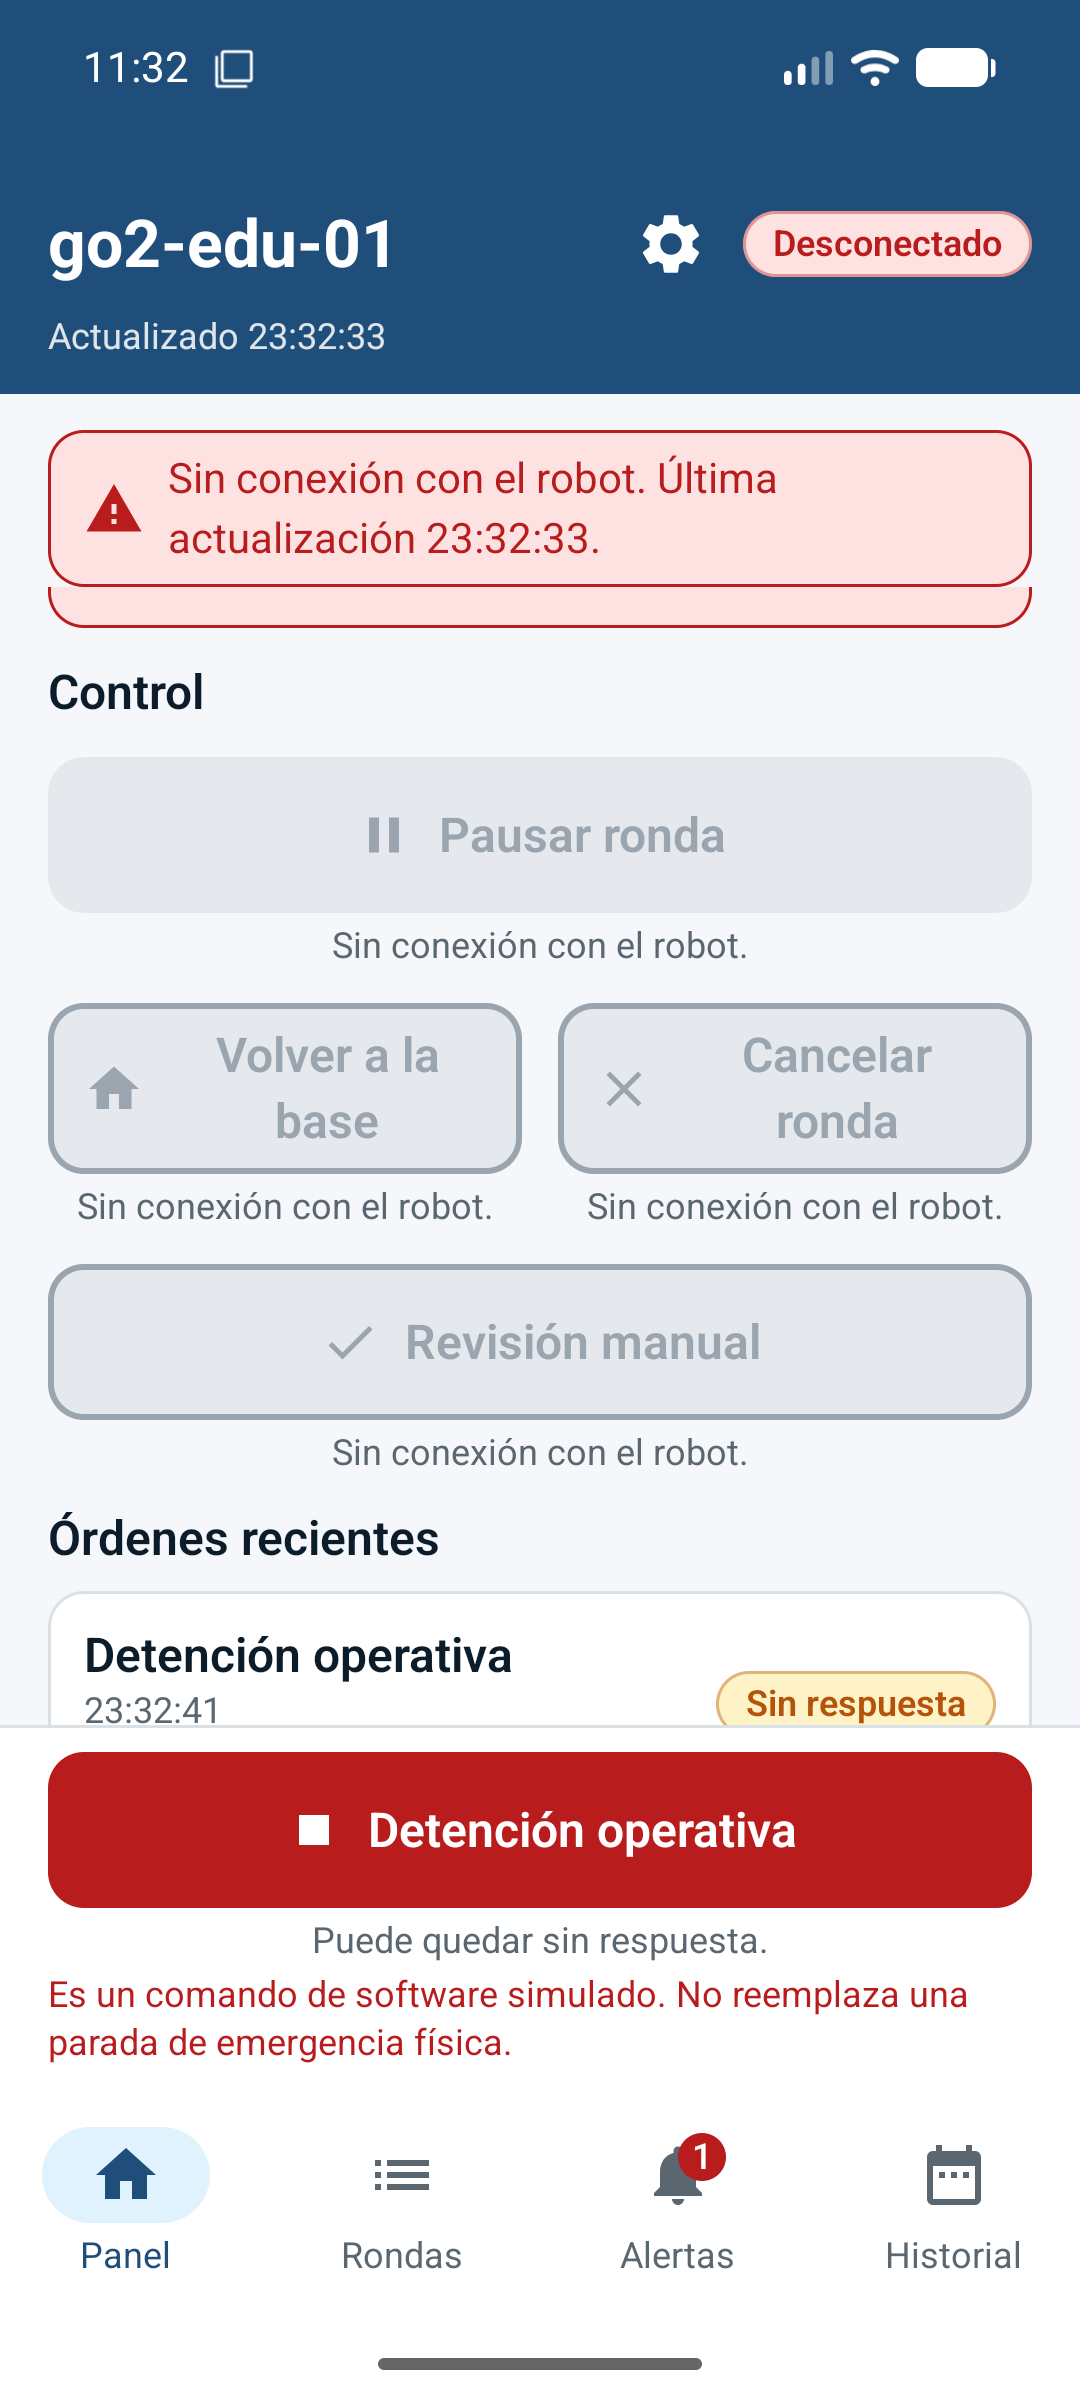 11:32
go2-edu-01
Desconectado
Actualizado 23:32:33
Sin conexión con el robot. Última
actualización 23:32:33.
Control
Pausar ronda
Sin conexión con el robot.
Volver a la
base
Cancelar
ronda
Sin conexión con el robot.
Sin conexión con el robot.
Revisión manual
Sin conexión con el robot.
Órdenes recientes
Detención operativa
23:32:41
Sin respuesta
Detención operativa
Puede quedar sin respuesta.
Es un comando de software simulado. No reemplaza una
parada de emergencia física.
1
Panel
Rondas
Alertas
Historial